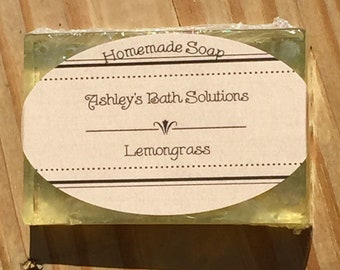 Homemade Soap
Ashley's Bath Solutions
Lemongrass